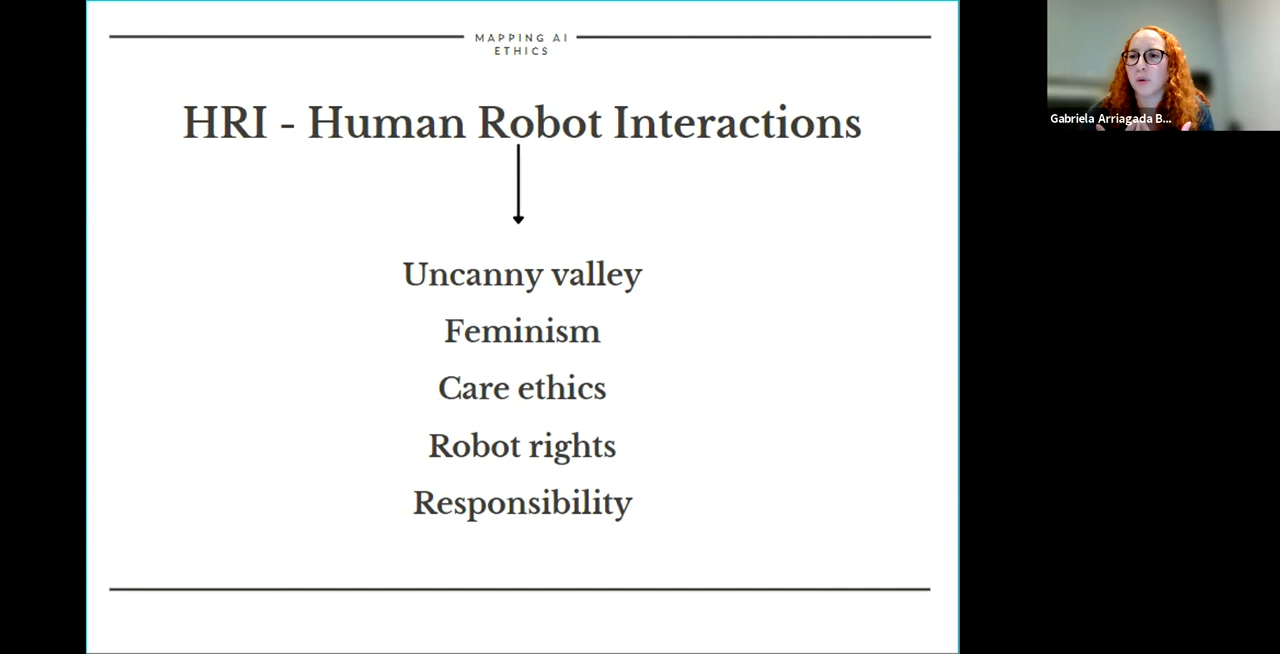 MAPPING AI
ETHICS
HRI - Human Robot Interactions
Uncanny valley
Feminism
Care ethics
Robot rights
Responsibility
Gabriela Arriagada B...